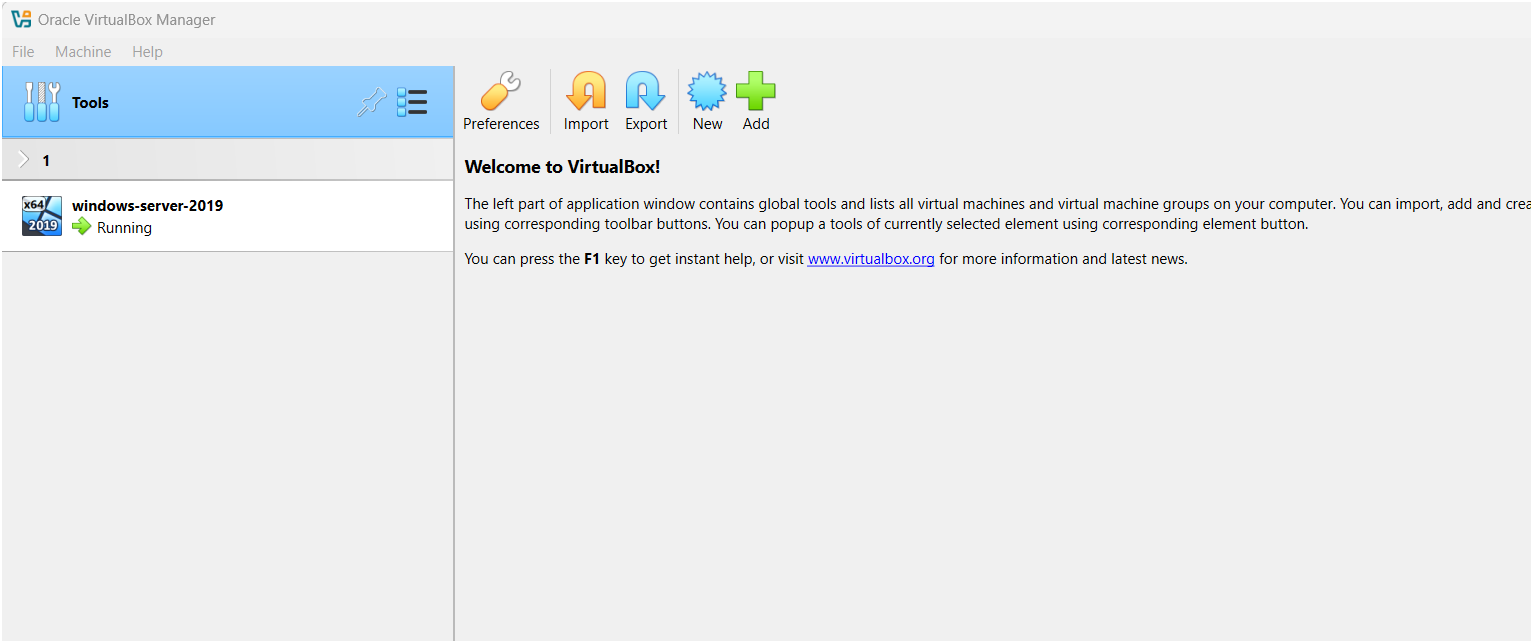 Oracle VirtualBox Manager
File Machine Help
Tools
1
x64
2019
windows-server-2019
Running
Preferences
Import
Export
New
Add
Welcome to VirtualBox!
The left part of application window contains global tools and lists all virtual machines and virtual machine groups on your computer. You can import, add and crea
using corresponding toolbar buttons. You can popup a tools of currently selected element using corresponding element button.
You can press the F1 key to get instant help, or visit www.virtualbox.org for more information and latest news.